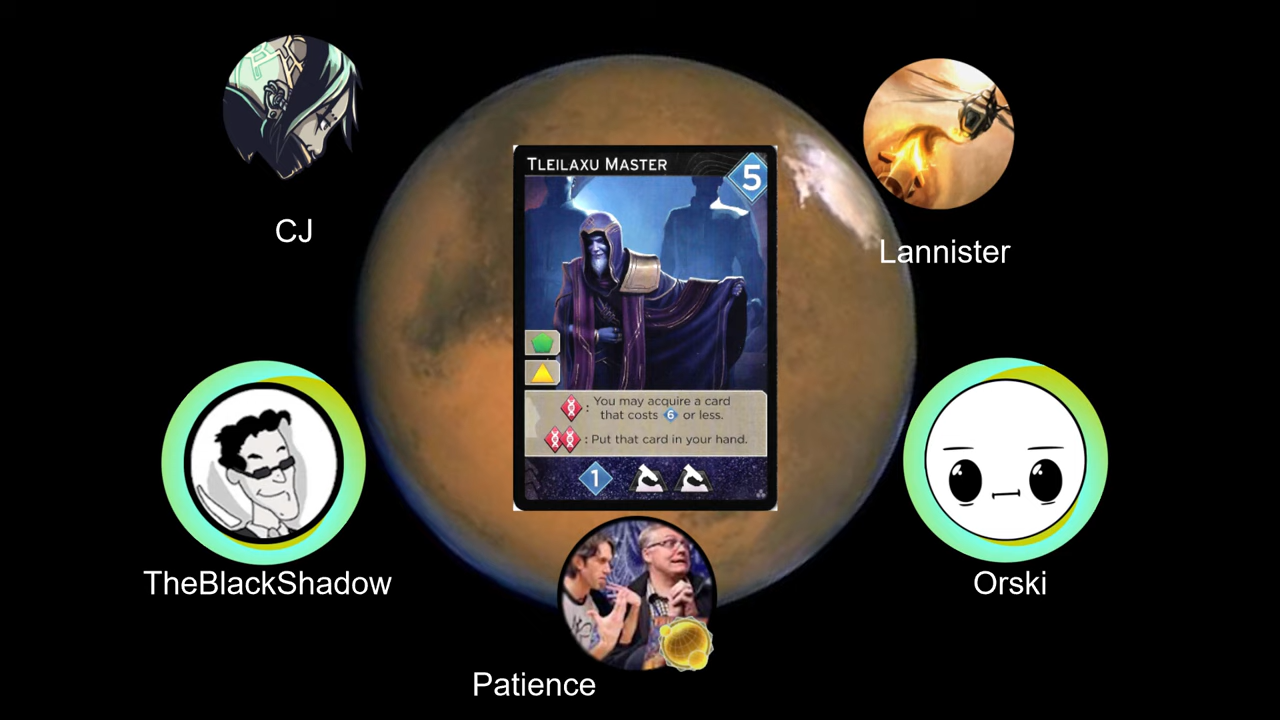 TLEILAXU MASTER
5
CJ
Lannister
: You may acquire a card
that costs 6 or less.
: Put that card in your hand.
1
TheBlackShadow
Orski
Patience